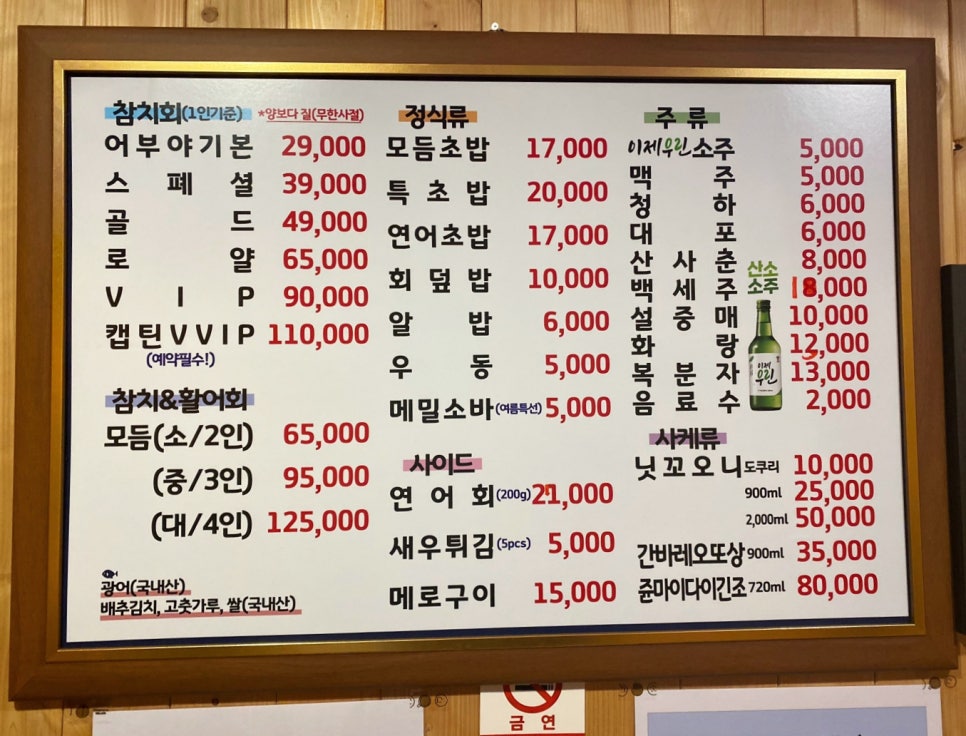 참치회(1인기준) *양보다 질(무한사절)
어부야기본 29,000
스페셜 39,000
골드 49,000
로얄 65,000
VIP 90,000
캡틴VVIP 110,000
(예약필수!)
참치&활어회
모듬(소/2인) 65,000
(중/3인) 95,000
(대/4인) 125,000
광어(국내산)
배추김치, 고춧가루, 쌀(국내산)
정식류
모듬초밥 17,000
특초밥 20,000
연어초밥 17,000
회덮밥 10,000
알밥 6,000
우동 5,000
메밀소바(여름특선) 5,000
사이드
연어회(200g) 21,000
새우튀김(5pcs) 5,000
메로구이 15,000
주류
이제우린소주 5,000
맥주 5,000
청하 6,000
대포 6,000
산사춘 8,000
백세주 18,000
설중매 10,000
화랑 12,000
복분자 13,000
음료수 2,000
산소
소주
이제
우린
사케류
닛꼬오니도쿠리 10,000
900ml 25,000
2,000ml 50,000
간바레오또상 900ml 35,000
쥰마이다이긴조 720ml 80,000
금연